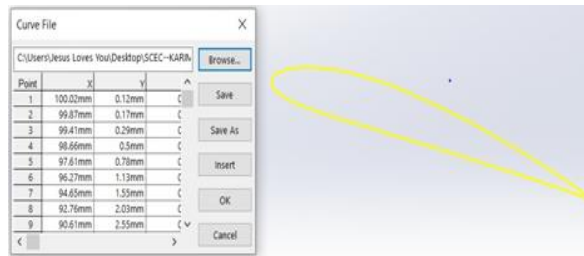 Curve File X
C:\Users\Jesus Loves You\Desktop\SCEC--KARIM Browse...
Point X Y
1 100.02mm 0.12mm
2 99.87mm 0.17mm
3 99.41mm 0.29mm
4 98.66mm 0.5mm
5 97.61mm 0.78mm
6 96.27mm 1.13mm
7 94.65mm 1.55mm
8 92.76mm 2.03mm
9 90.61mm 2.55mm
Save
Save As
Insert
OK
Cancel